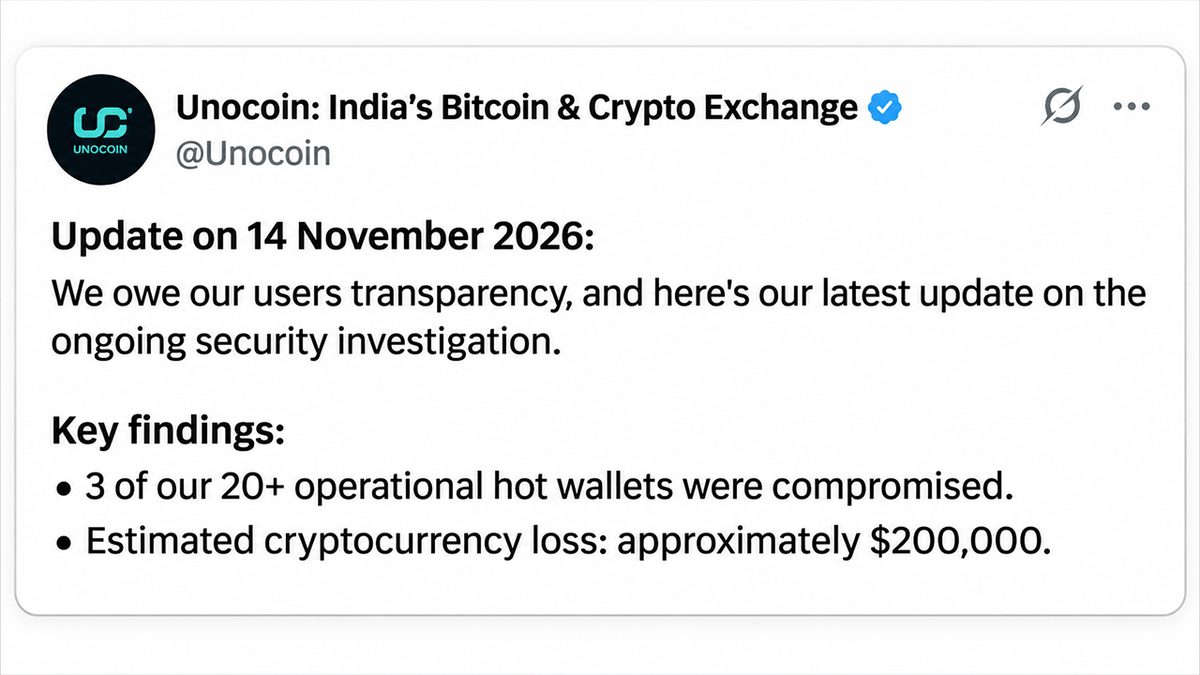 UNOCOIN
Unocoin: India’s Bitcoin & Crypto Exchange
@Unocoin
Update on 14 November 2026:
We owe our users transparency, and here's our latest update on the
ongoing security investigation.
Key findings:
• 3 of our 20+ operational hot wallets were compromised.
• Estimated cryptocurrency loss: approximately $200,000.